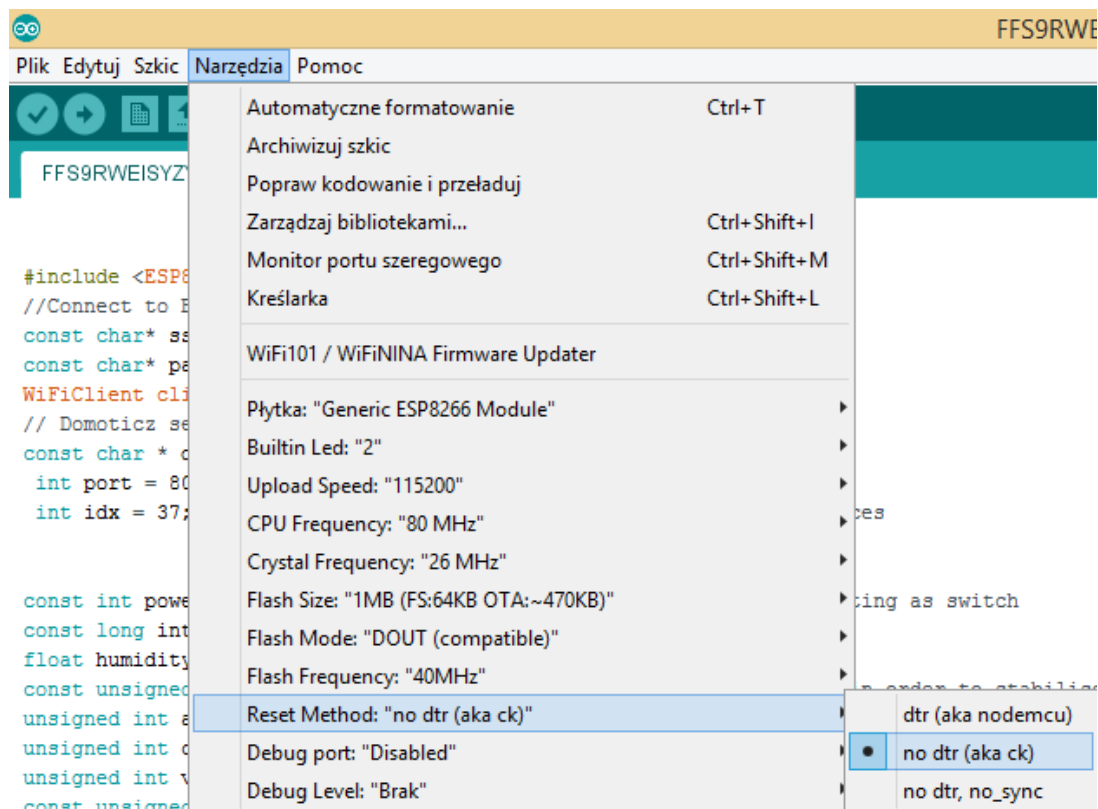 FFS9RWE
Plik Edytuj Szkic Narzędzia Pomoc
Automatyczne formatowanie Ctrl+T
Archiwizuj szkic
FFS9RWEISYZY
Popraw kodowanie i przeładuj
Zarządzaj bibliotekami... Ctrl+Shift+I
Monitor portu szeregowego Ctrl+Shift+M
#include <ESP8
Kreślarka Ctrl+Shift+L
//Connect to
const char* ss
WiFi101 / WiFiNINA Firmware Updater
const char* pa
WiFiClient cli
Płytka: "Generic ESP8266 Module"
// Domoticz se
Builtin Led: "2"
const char *
int port = 80
Upload Speed: "115200"
int idx = 37; ces
CPU Frequency: "80 MHz"
Crystal Frequency: "26 MHz"
const int powe ting as switch
Flash Size: "1MB (FS:64KB OTA:~470KB)"
const long int
Flash Mode: "DOUT (compatible)"
float humidity
Flash Frequency: "40MHz"
const unsigned n order to stabilise
unsigned int a
Reset Method: "no dtr (aka ck)" dtr (aka nodemcu)
unsigned int
Debug port: "Disabled" no dtr (aka ck)
unsigned int v
Debug Level: "Brak" no dtr, no_sync
const unsigned